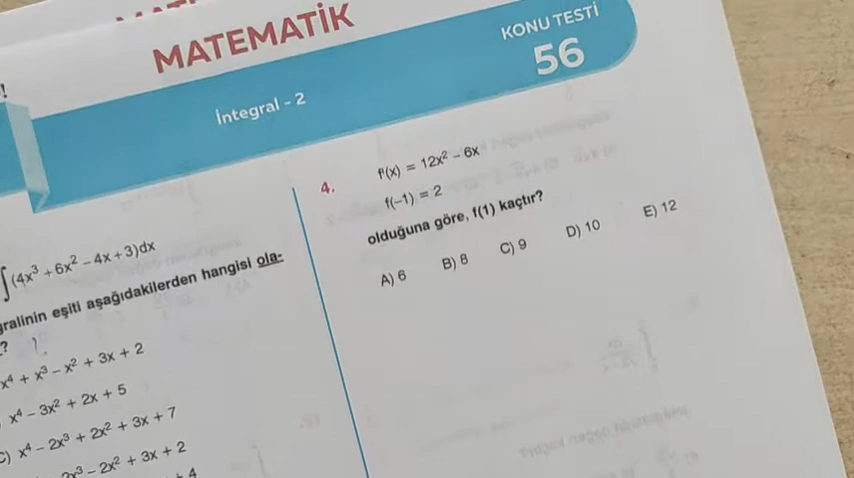 MATEMATİK
KONU TESTİ
56
İntegral - 2
∫(4x³ + 6x² - 4x + 3)dx
eşiti aşağıdakilerden hangisi ola-
?
x⁴ + x³ - x² + 3x + 2
x⁴ - 3x² + 2x + 5
C) x⁴ - 2x³ + 2x² + 3x + 7
- 2x² + 3x + 2
+ 4
4.
f'(x) = 12x² - 6x
f(-1) = 2
olduğuna göre, f(1) kaçtır?
A) 6 B) 8 C) 9 D) 10 E) 12